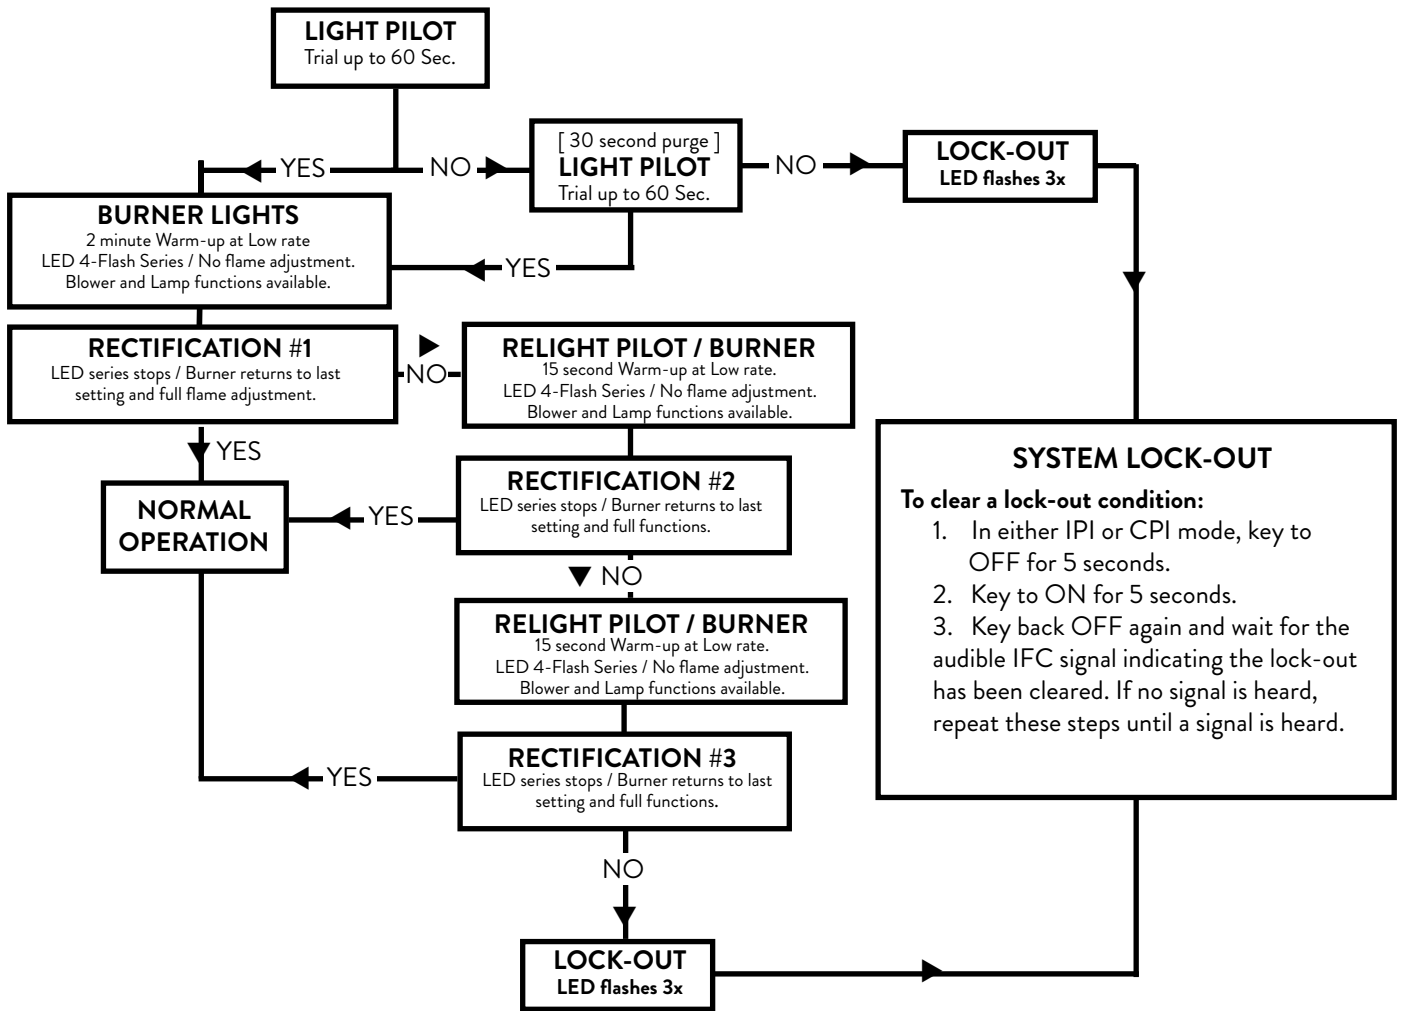 LIGHT PILOT
Trial up to 60 Sec.
YES
NO
[ 30 second purge ]
LIGHT PILOT
Trial up to 60 Sec.
NO
LOCK-OUT
LED flashes 3x
BURNER LIGHTS
2 minute Warm-up at Low rate
LED 4-Flash Series / No flame adjustment.
Blower and Lamp functions available.
YES
RECTIFICATION #1
LED series stops / Burner returns to last
setting and full flame adjustment.
NO
RELIGHT PILOT / BURNER
15 second Warm-up at Low rate.
LED 4-Flash Series / No flame adjustment.
Blower and Lamp functions available.
YES
NORMAL
OPERATION
YES
RECTIFICATION #2
LED series stops / Burner returns to last
setting and full functions.
NO
RELIGHT PILOT / BURNER
15 second Warm-up at Low rate.
LED 4-Flash Series / No flame adjustment.
Blower and Lamp functions available.
YES
RECTIFICATION #3
LED series stops / Burner returns to last
setting and full functions.
NO
LOCK-OUT
LED flashes 3x
SYSTEM LOCK-OUT
To clear a lock-out condition:
1. In either IPI or CPI mode, key to
OFF for 5 seconds.
2. Key to ON for 5 seconds.
3. Key back OFF again and wait for the
audible IFC signal indicating the lock-out
has been cleared. If no signal is heard,
repeat these steps until a signal is heard.